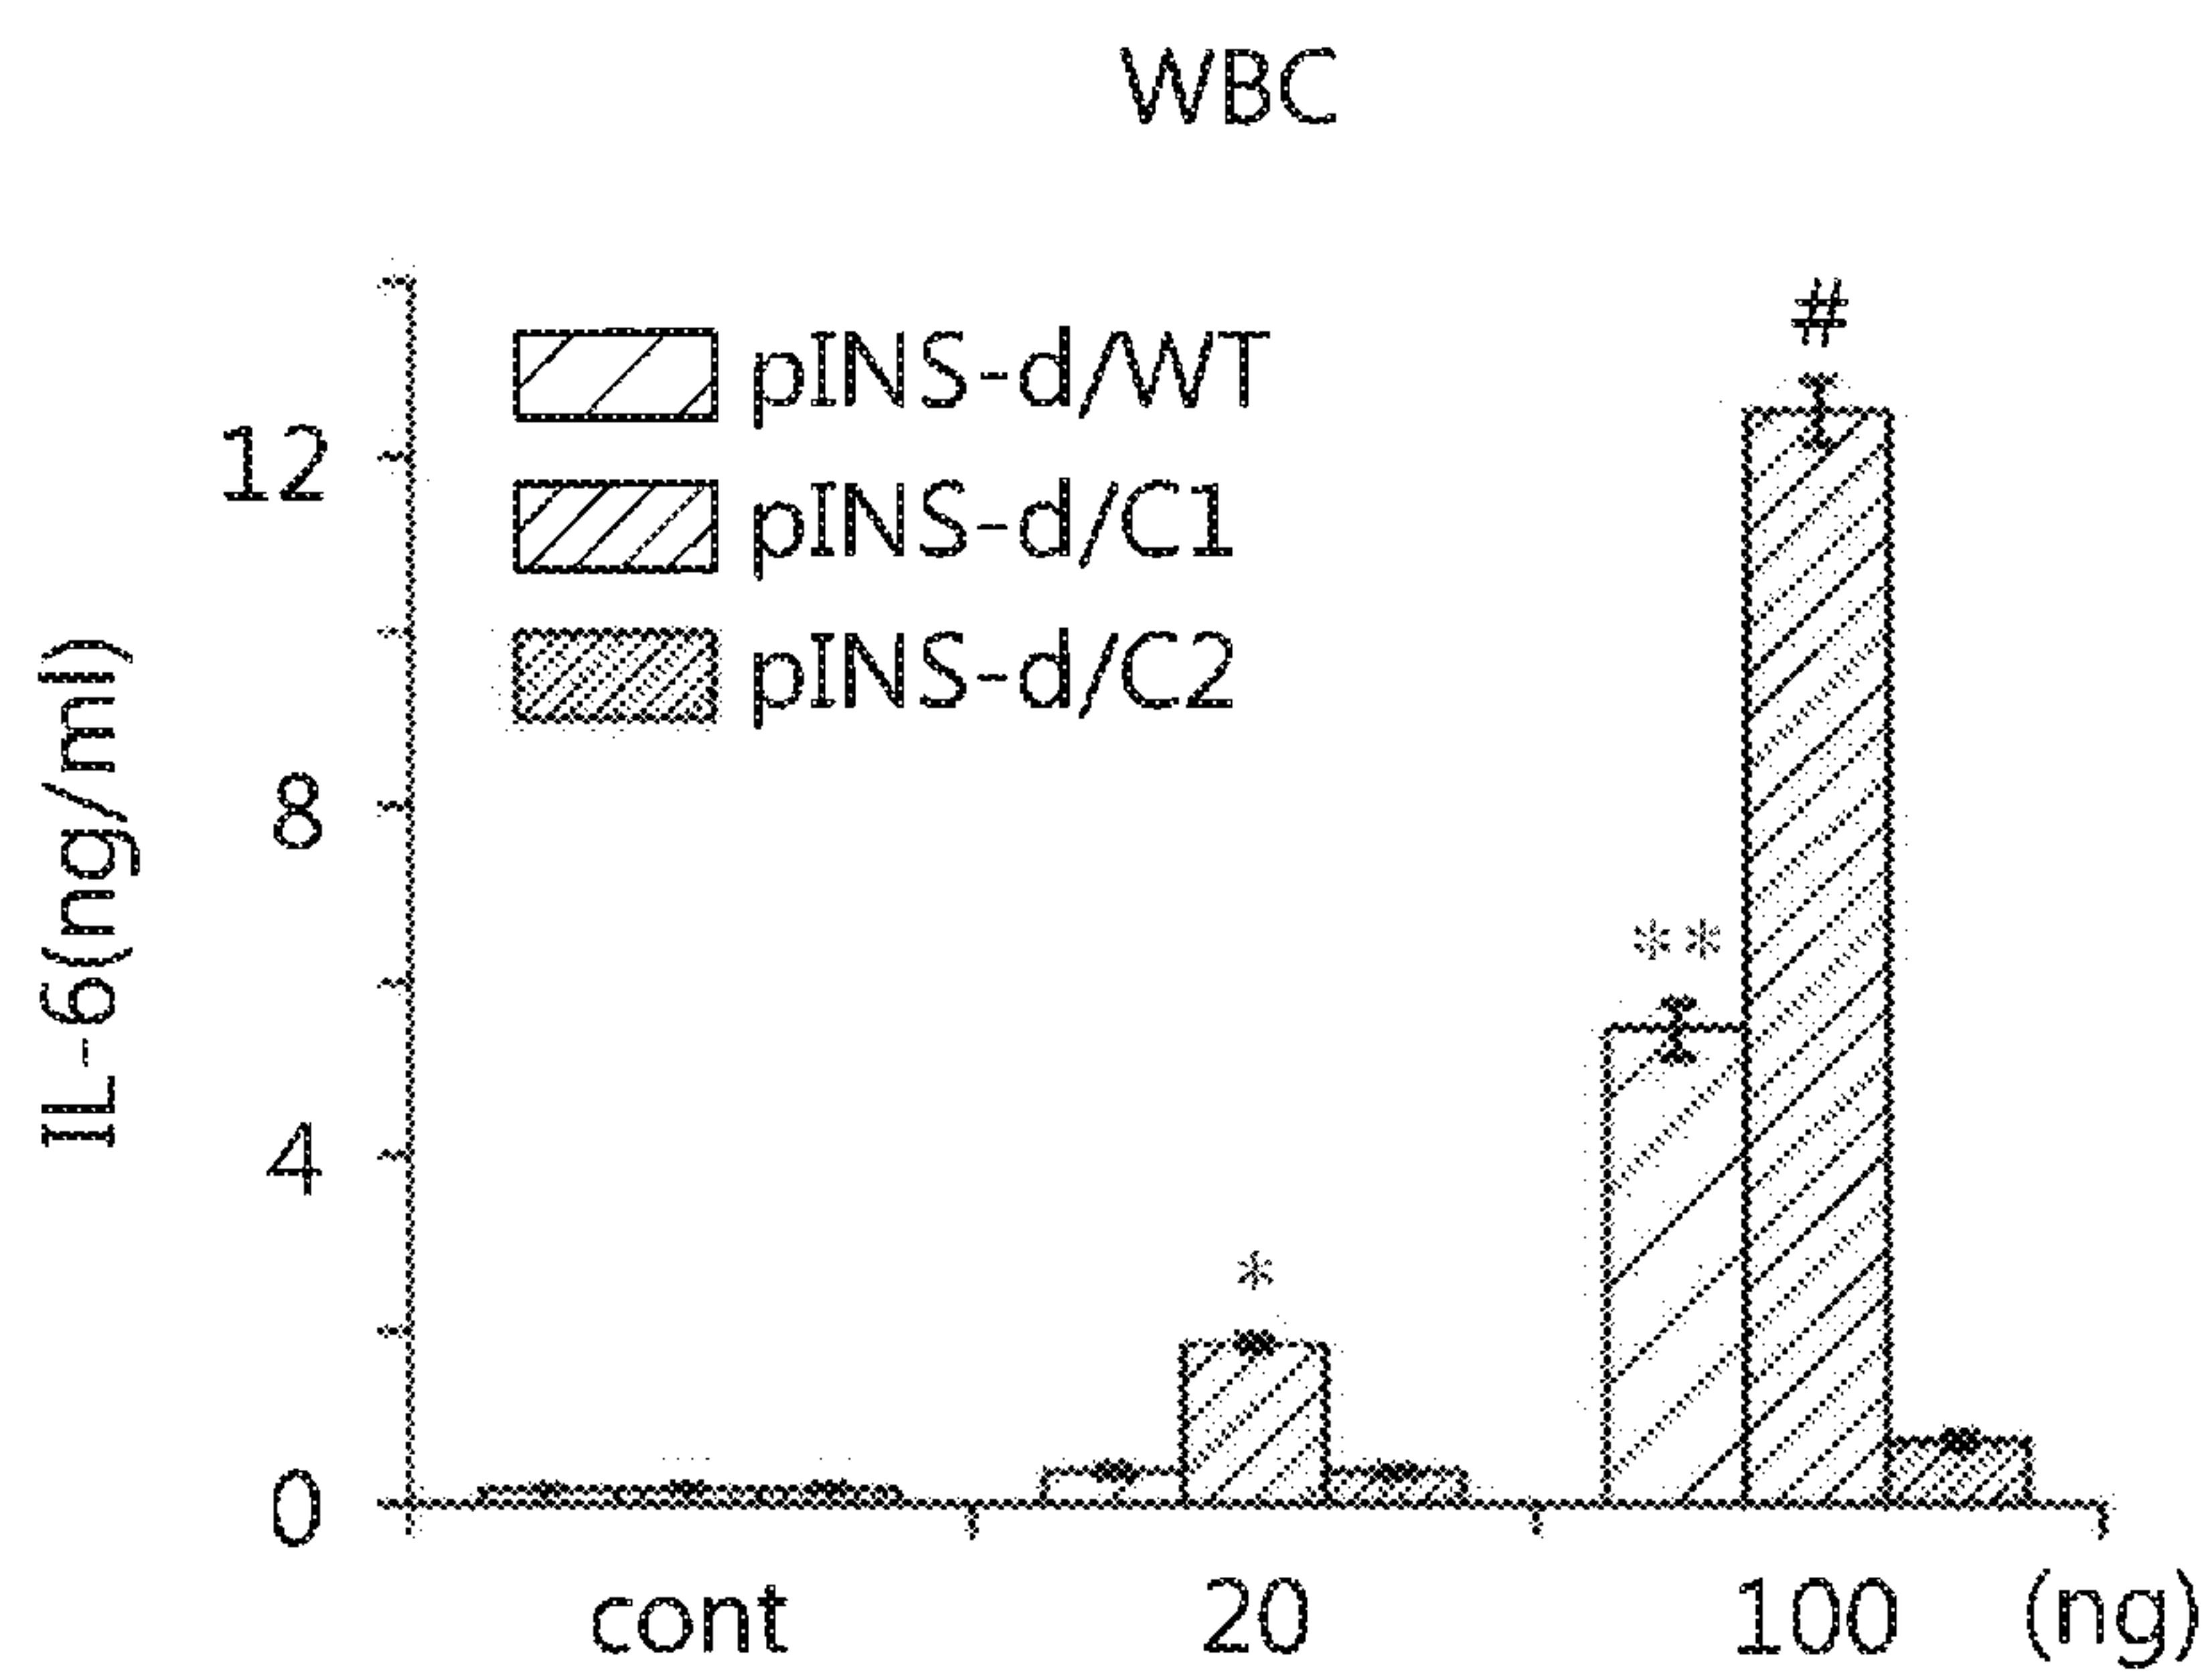 WBC
pINS-d/WT
pINS-d/C1
pINS-d/C2
IL-6(ng/ml)
12
8
4
0
#
**
*
cont 20 100 (ng)